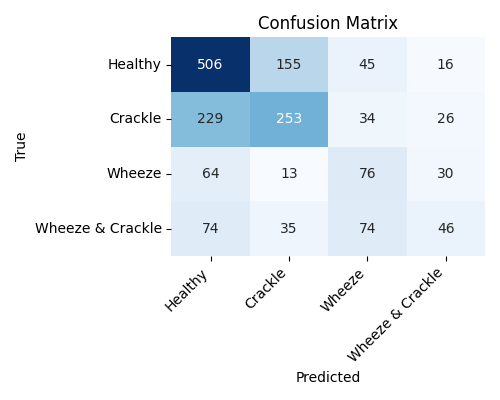 Confusion Matrix
True
Healthy 506 155 45 16
Crackle 229 253 34 26
Wheeze 64 13 76 30
Wheeze & Crackle 74 35 74 46
Healthy Crackle Wheeze Wheeze & Crackle
Predicted